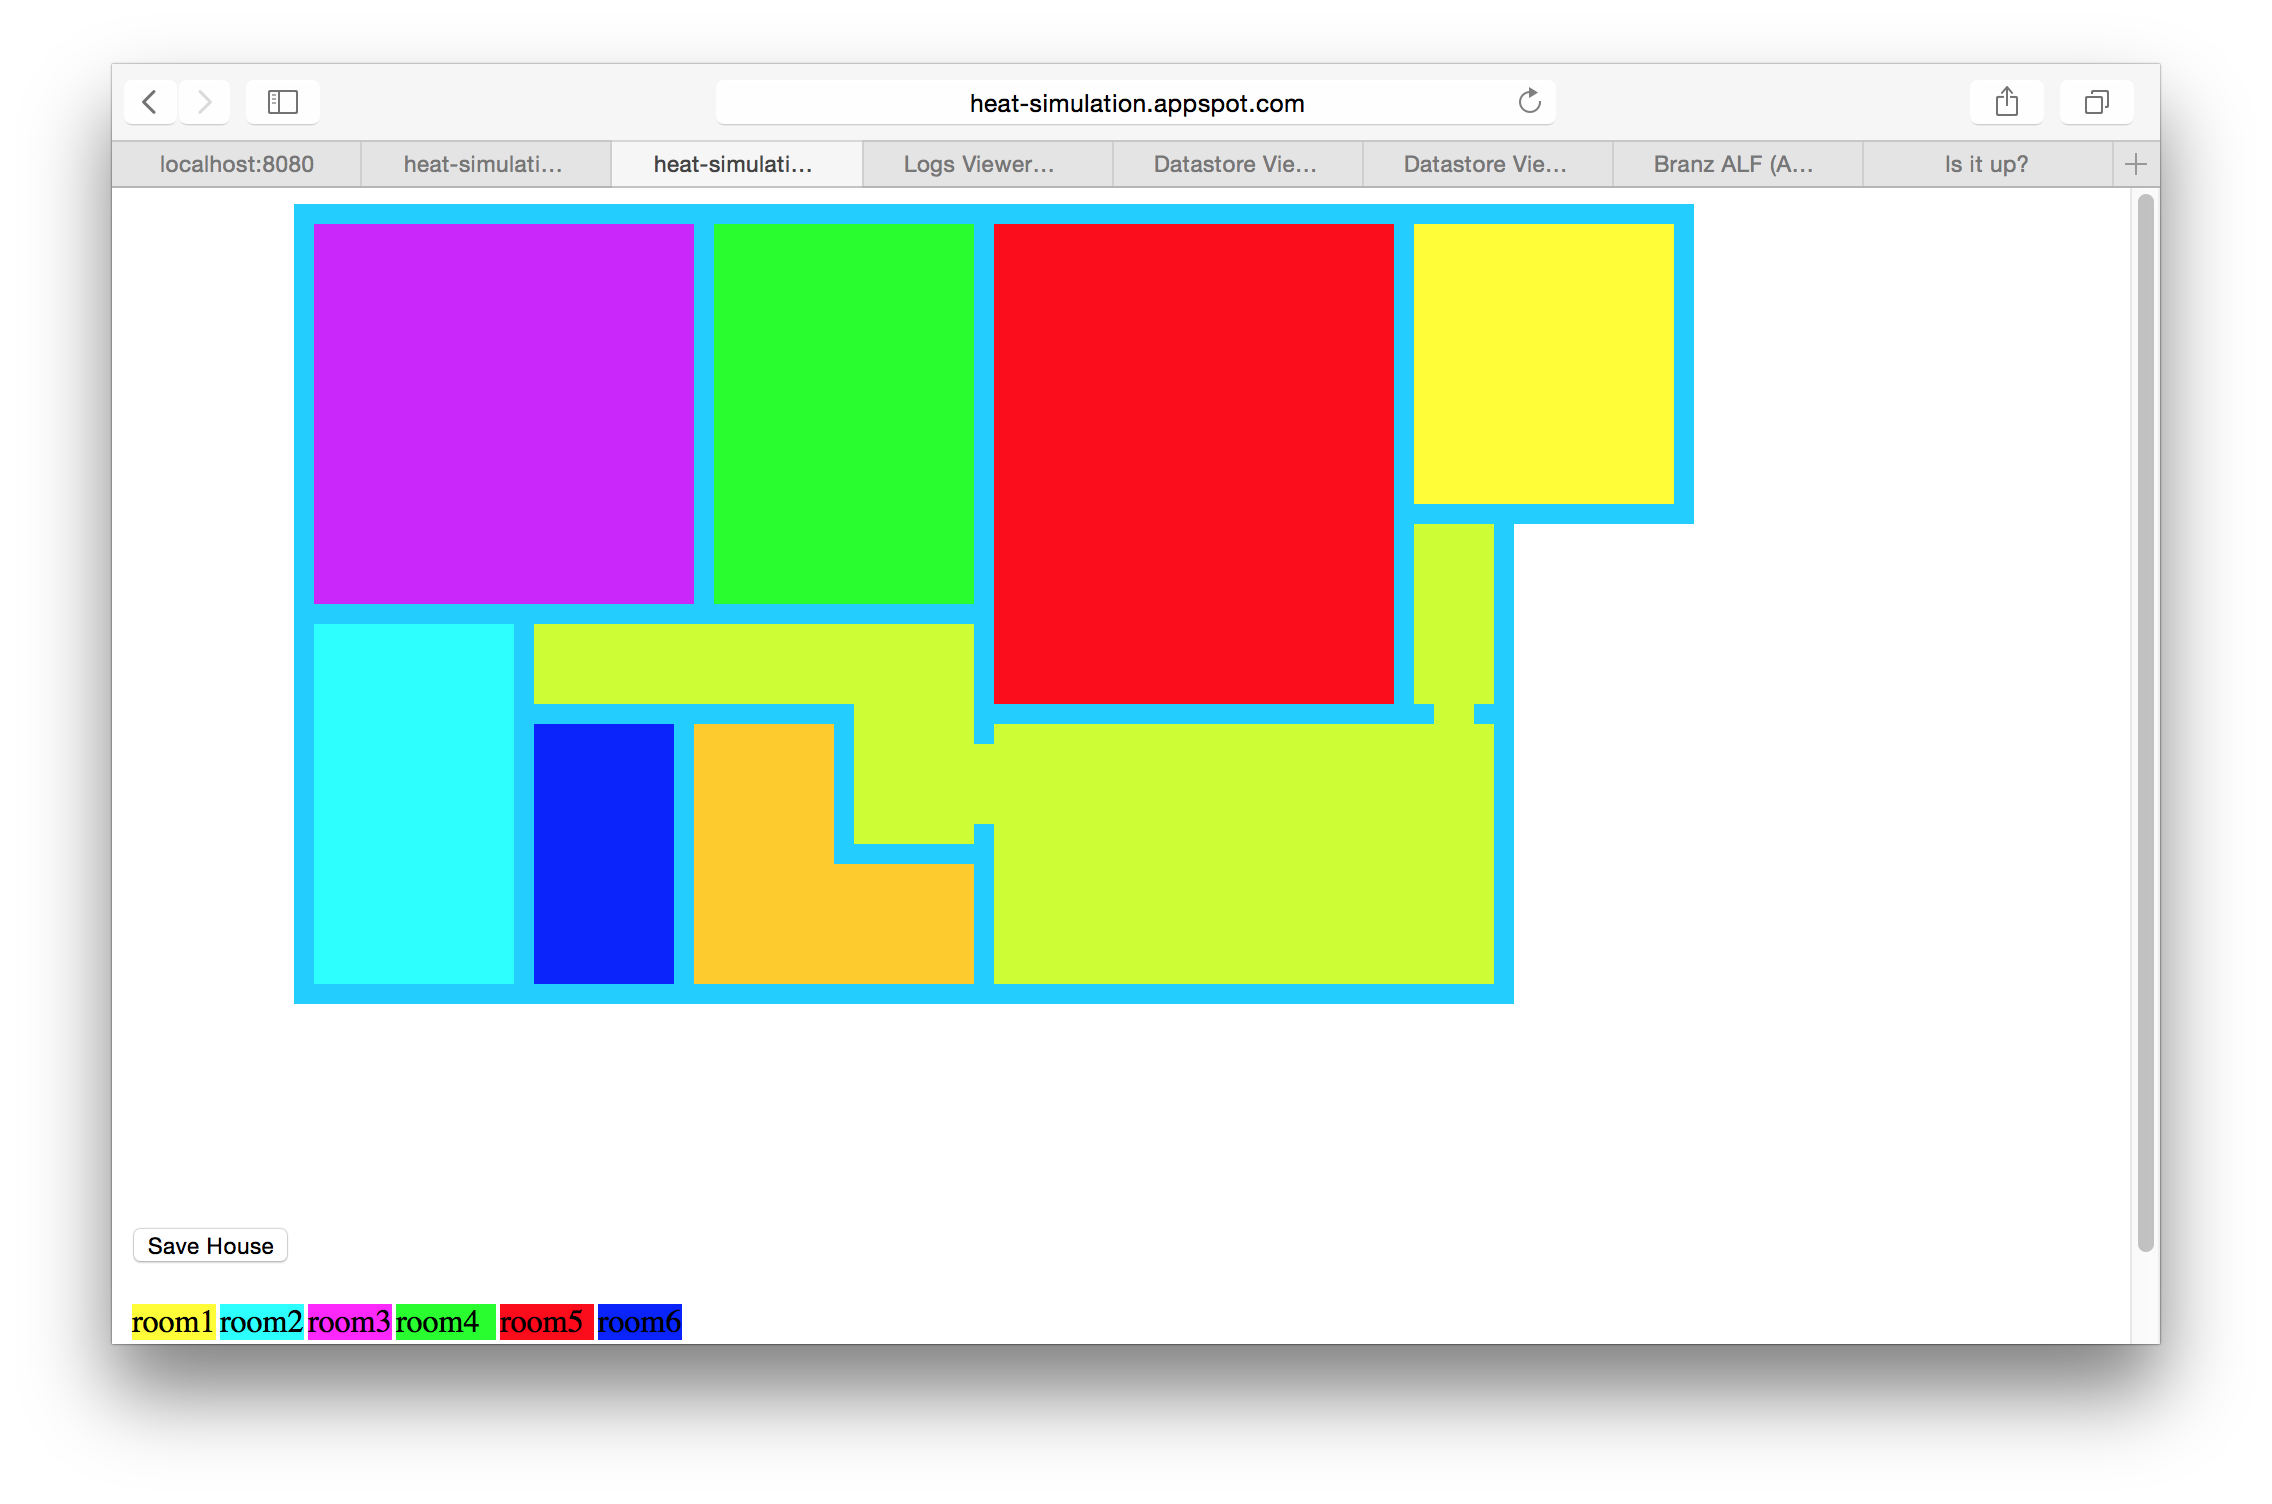 heat-simulation.appspot.com
localhost:8080 heat-simulati... heat-simulati... Logs Viewer... Datastore Vie... Datastore Vie... Branz ALF (A... Is it up?
Save House
room1 room2 room3 room4 room5 room6